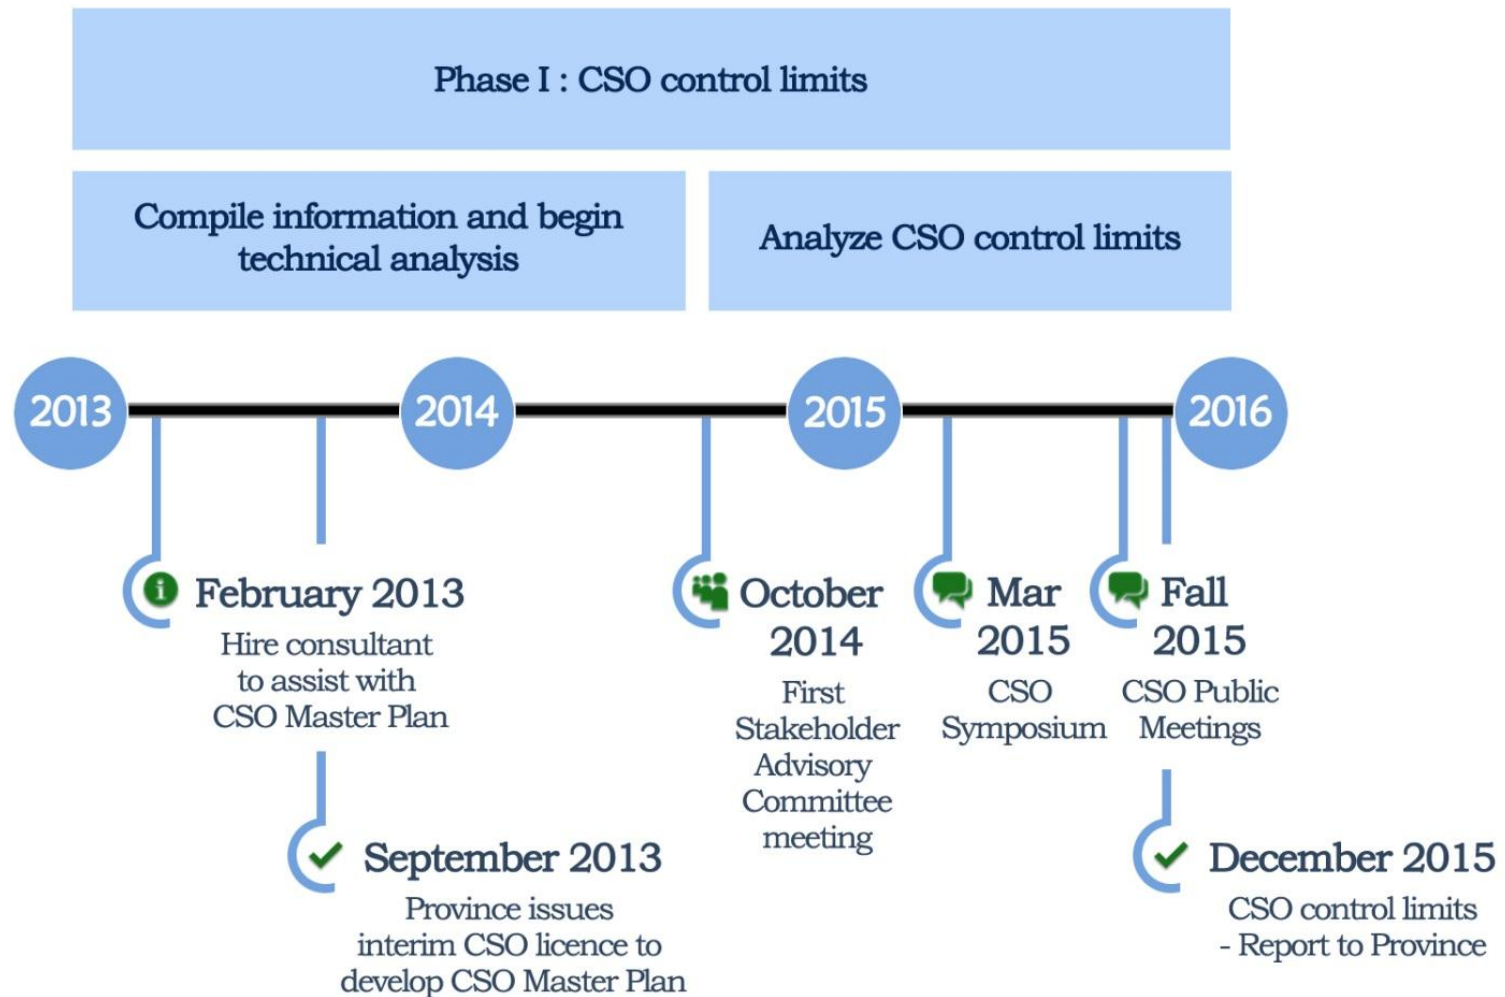 Phase I : CSO control limits
Compile information and begin
technical analysis
Analyze CSO control limits
2013
2014
2015
2016
February 2013
Hire consultant
to assist with
CSO Master Plan
September 2013
Province issues
interim CSO licence to
develop CSO Master Plan
October
2014
First
Stakeholder
Advisory
Committee
meeting
Mar
2015
CSO
Symposium
Fall
2015
CSO Public
Meetings
December 2015
CSO control limits
- Report to Province